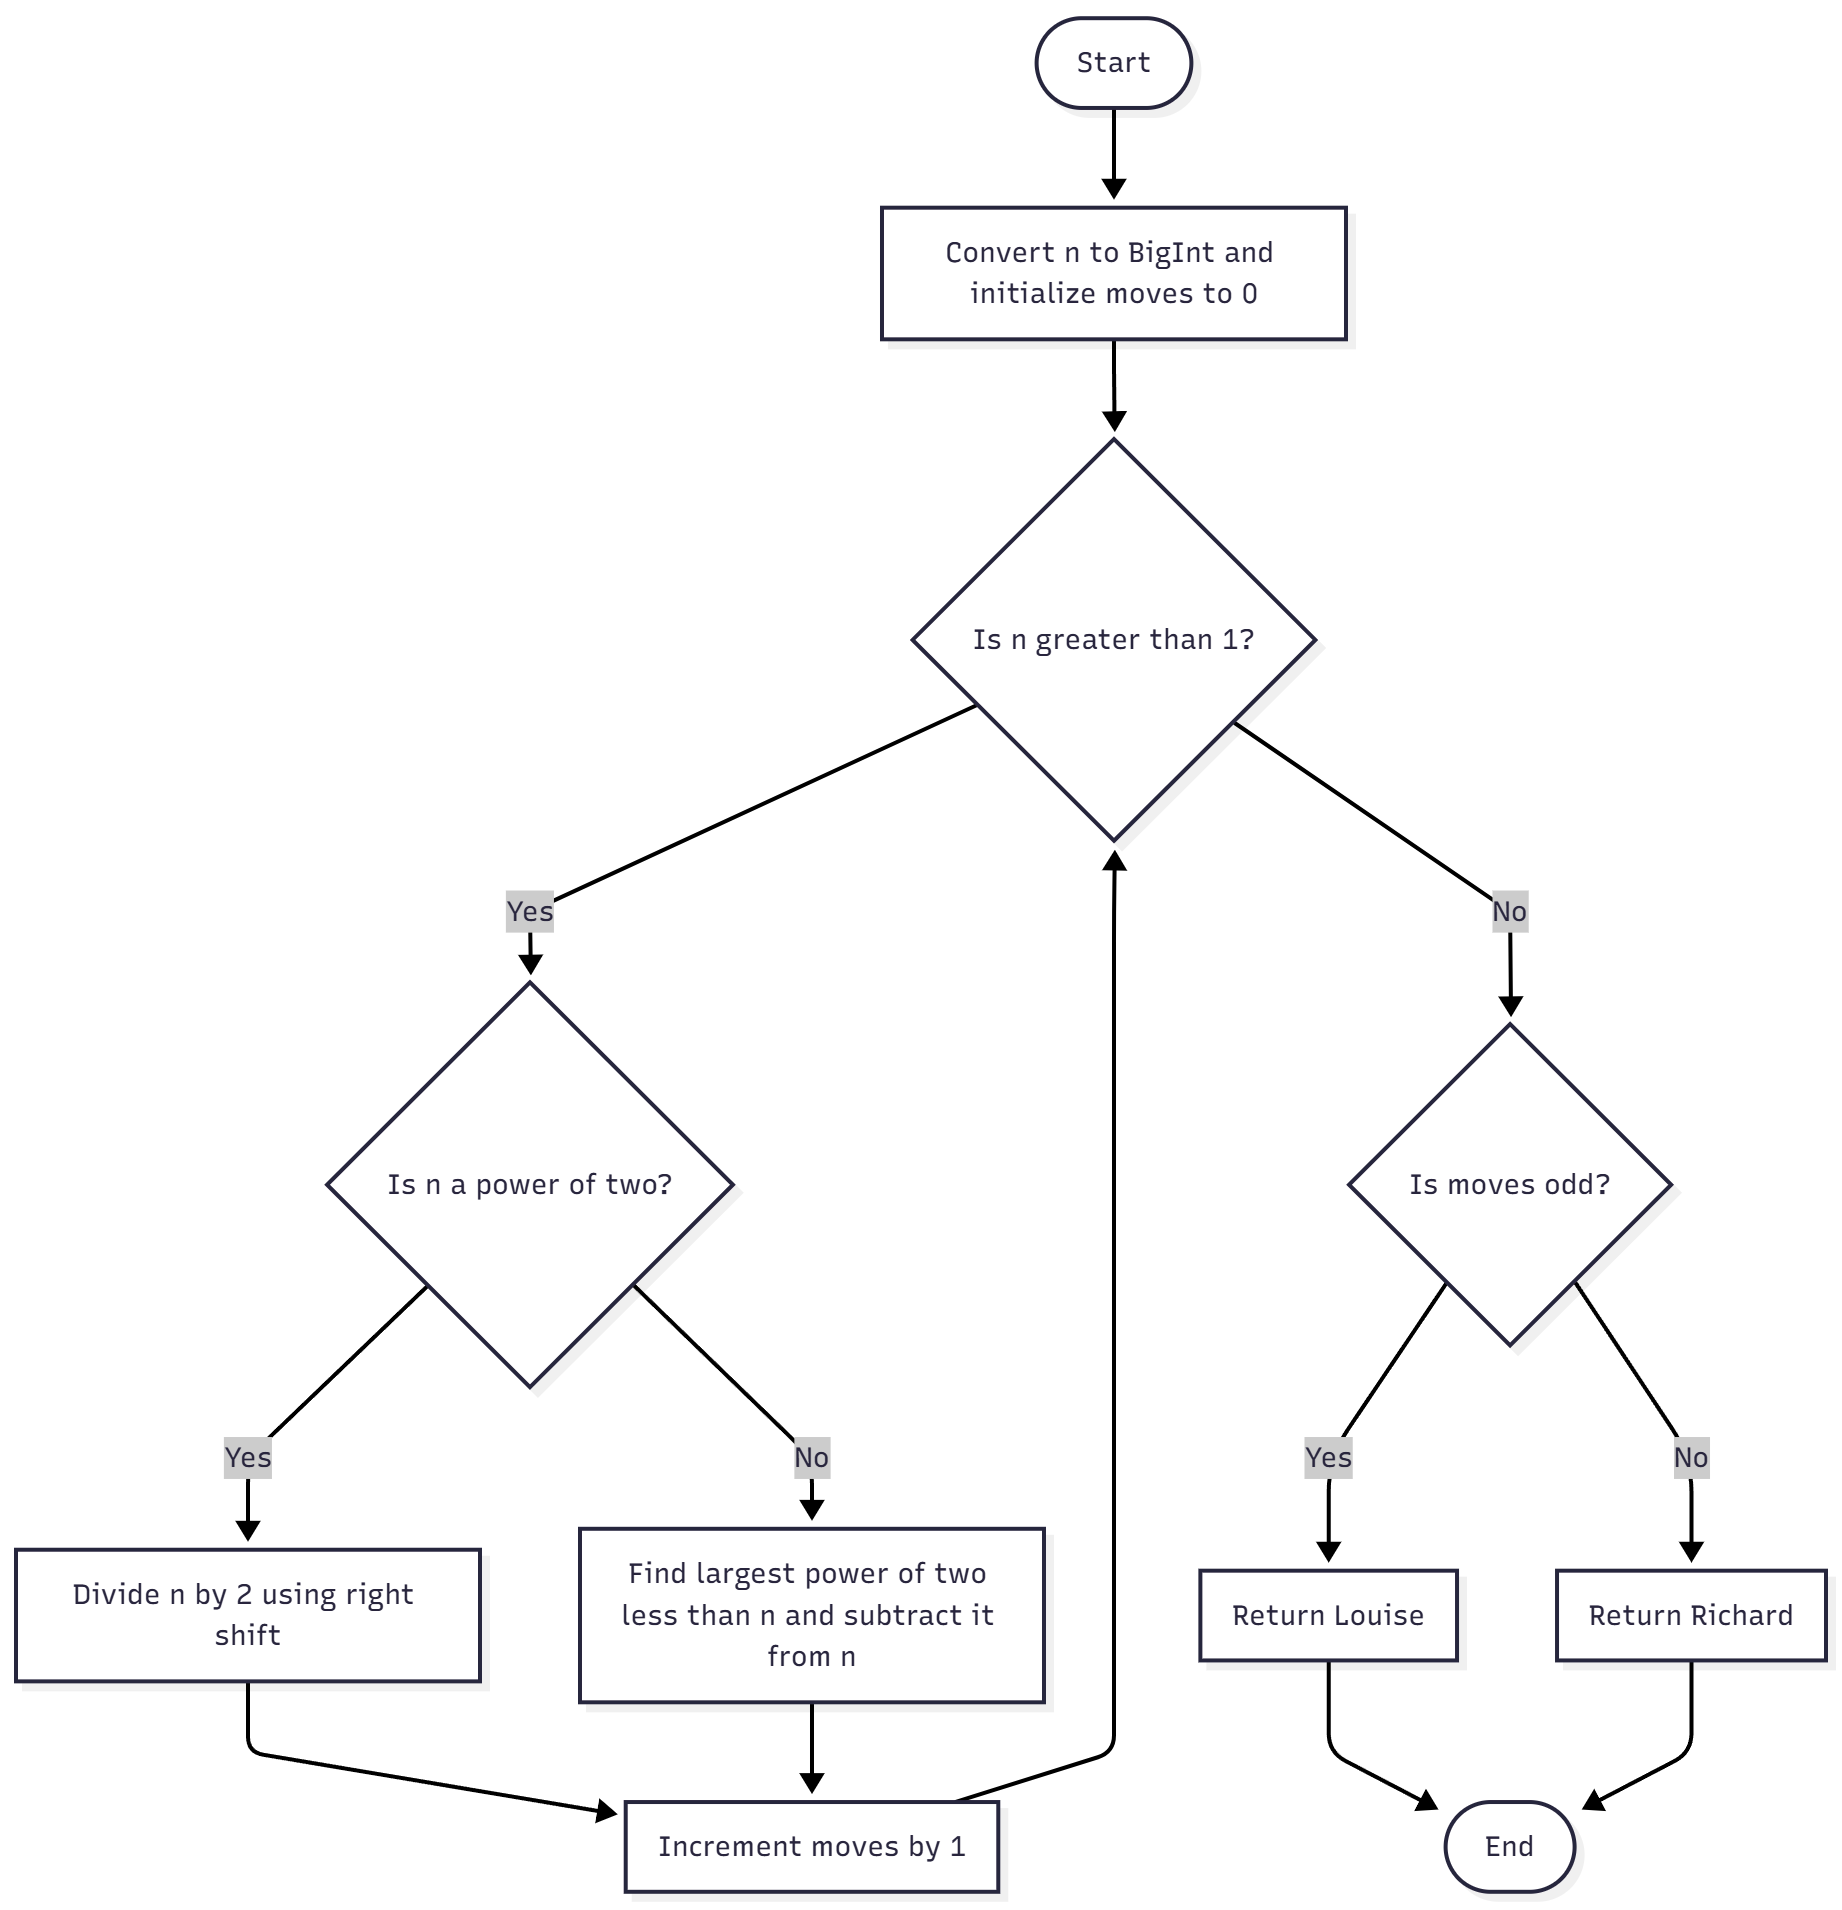 Start
Convert n to BigInt and
initialize moves to 0
Is n greater than 1?
Yes
No
Is n a power of two?
Is moves odd?
Yes
No
Yes
No
Divide n by 2 using right
shift
Find largest power of two
less than n and subtract it
from n
Return Louise
Return Richard
Increment moves by 1
End